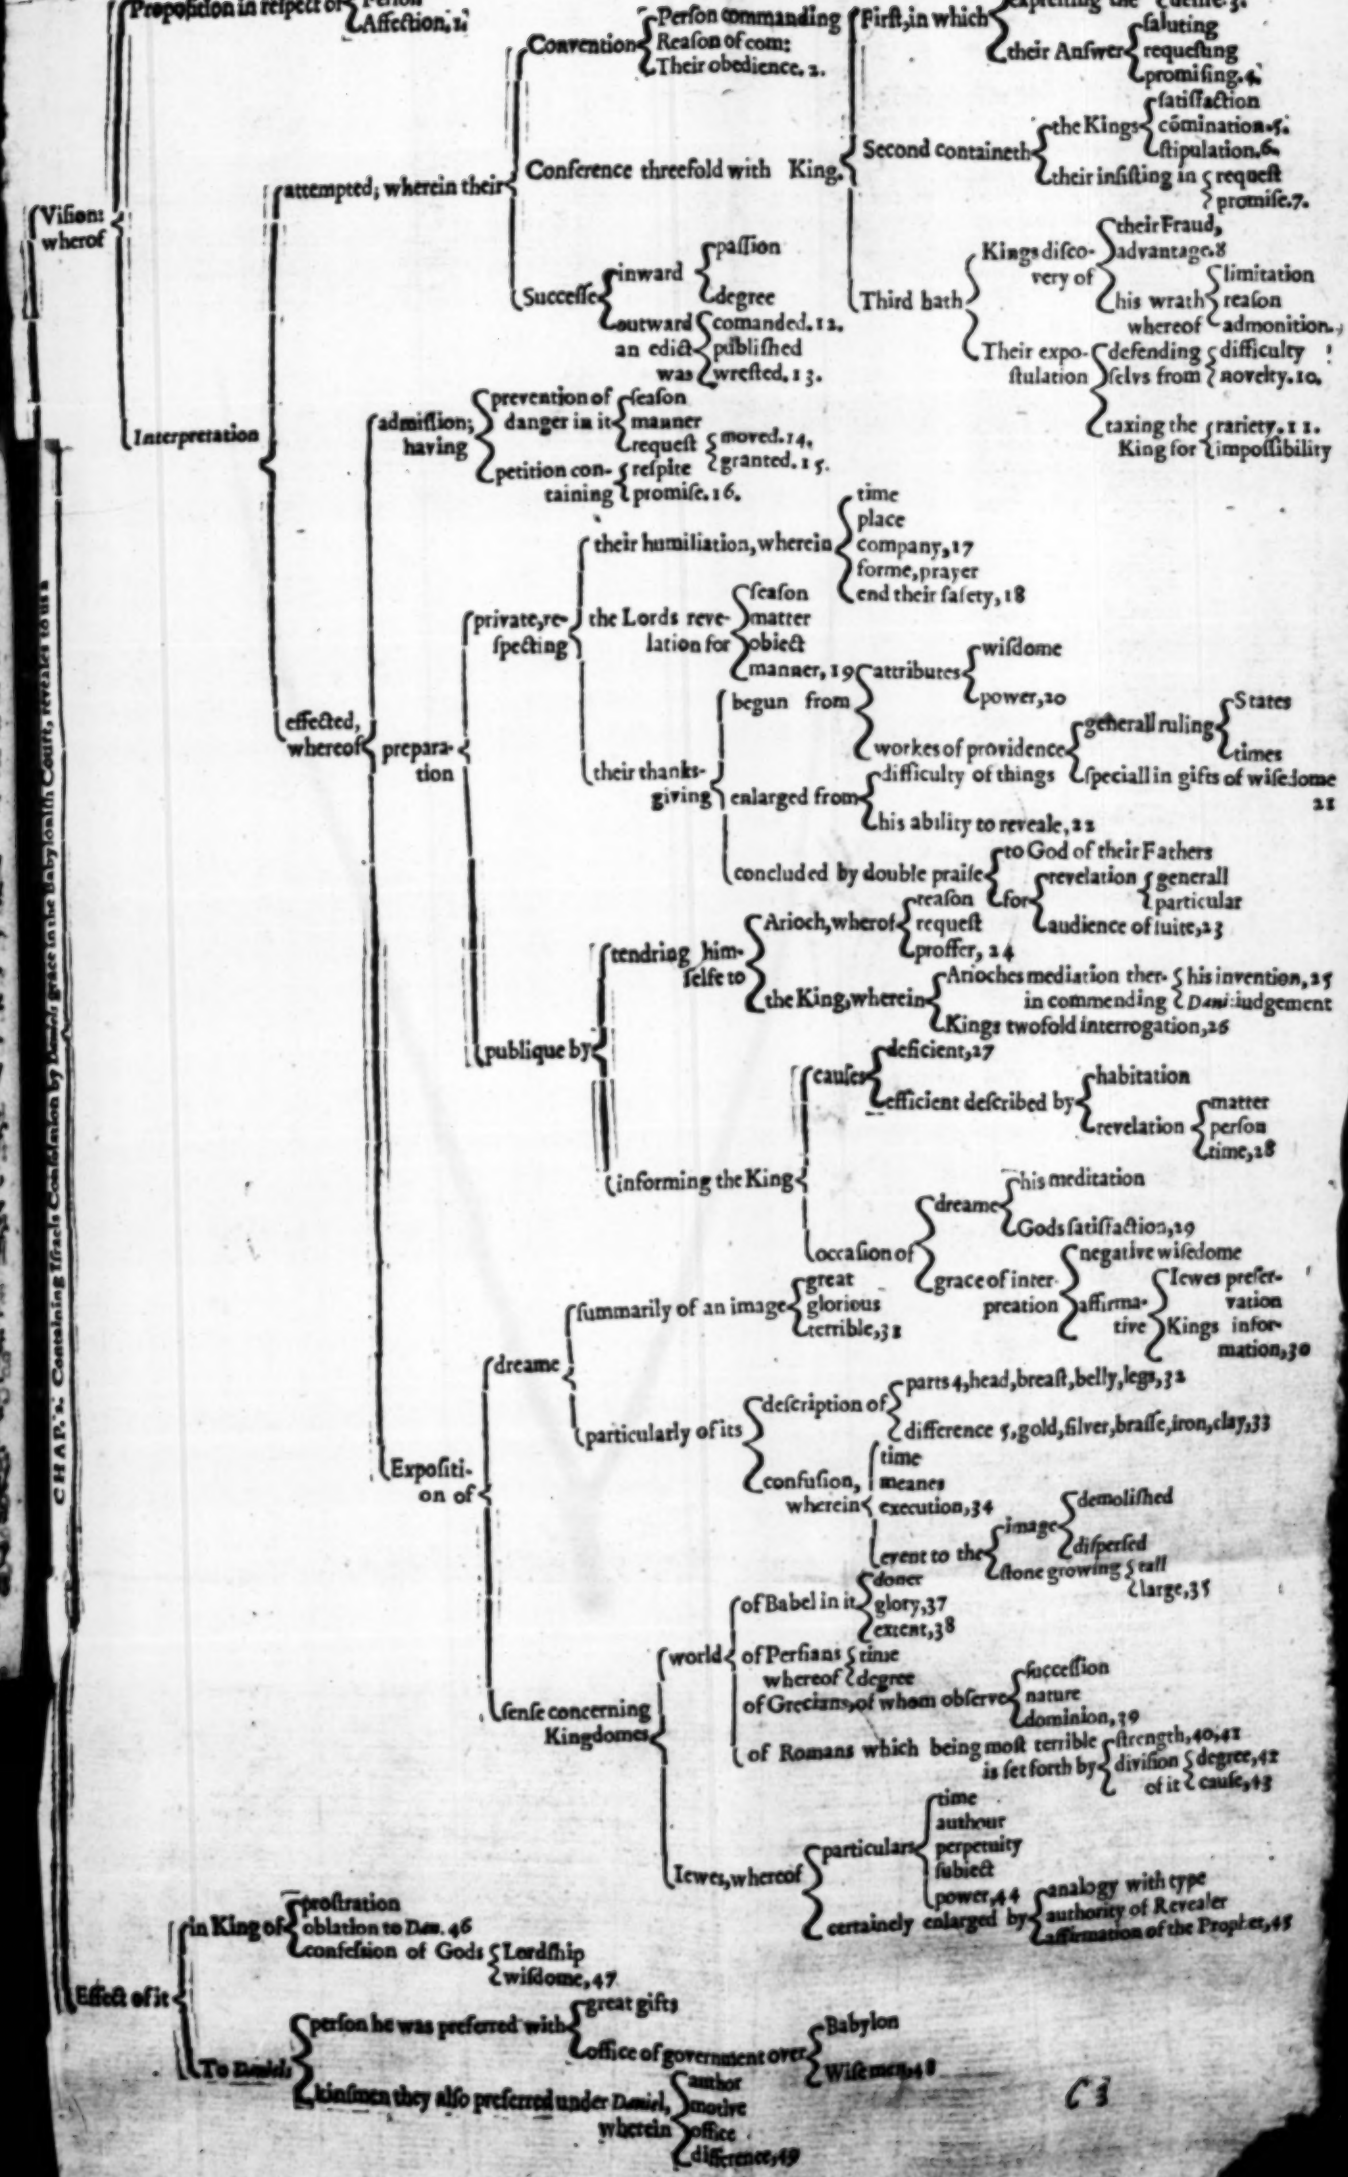 CHAP. 2. Containing Israels Consolation by Daniels grace in the Babylonish Court, reveales to us a
Vision:
wherof
Proposition in respect of
Person
Affection, 1.
Interpretation
attempted; wherein their
Convention
Person commanding
Reason of com:
Their obedience. 2.
Conference threefold with King.
First, in which
their Answer
saluting
requesting
promising. 4.
Second containeth
the Kings
satisfaction
cōmination. 5.
stipulation. 6.
their insisting in
request
promise. 7.
Third hath
Kings disco-
very of
their Fraud,
advantage. 8
his wrath
whereof
limitation
reason
admonition.
Their expo-
stulation
defending
selvs from
difficulty
novelty. 10.
taxing the
King for
rariety. 11.
impossibility
Successe
inward
passion
degree
outward
an edict
was
comanded. 12.
published
wrested. 13.
effected,
whereof
admission;
having
prevention of
danger in it
season
manner
request
moved. 14.
granted. 15.
petition con-
taining
respite
promise. 16.
prepara-
tion
private, re-
specting
their humiliation, wherein
time
place
company, 17
forme, prayer
end their safety, 18
the Lords reve-
lation for
season
matter
obiect
manner, 19
their thanks-
giving
begun from
attributes
wisdome
power, 20
workes of providence
generall ruling
States
times
speciall in gifts of wisedome
21
enlarged from
difficulty of things
his ability to reveale, 22
concluded by double praise
to God of their Fathers
for
revelation
generall
particular
audience of suite, 23
publique by
tendring him-
selfe to
Arioch, wherof
reason
request
proffer, 24
the King, wherein
Arioches mediation ther-
in commending
his invention, 25
Dani: iudgement
Kings twofold interrogation, 26
informing the King
causes
deficient, 27
efficient described by
habitation
revelation
matter
person
time, 28
occasion of
dreame
his meditation
Gods satisfaction, 29
grace of inter-
preation
negative wisedome
affirma-
tive
Iewes preser-
vation
Kings infor-
mation, 30
Expositi-
on of
dreame
summarily of an image
great
glorious
terrible, 31
particularly of its
description of
parts 4, head, breast, belly, legs, 32
difference 5, gold, silver, brasse, iron, clay, 33
confusion,
wherein
time
meanes
execution, 34
event to the
image
demolished
dispersed
stone growing
tall
large, 35
sense concerning
Kingdomes
world
of Babel in it
doner
glory, 37
extent, 38
of Persians
whereof
time
degree
of Grecians, of whom observe
succession
nature
dominion, 39
of Romans which being most terrible
is set forth by
strength, 40, 41
division
of it
degree, 42
cause, 43
Iewes, whereof
particulars
time
authour
perpetuity
subiect
power, 44
certainely enlarged by
analogy with type
authority of Revealer
affirmation of the Prophet, 45
Effect of it
in King of
prostration
oblation to Dan. 46
confession of Gods
Lordship
wisdome, 47
To Daniels
person he was preferred with
great gifts
office of government over
Babylon
Wise men, 48
kinsmen they also preferred under Daniel,
wherein
author
motive
office
difference, 49
C 3